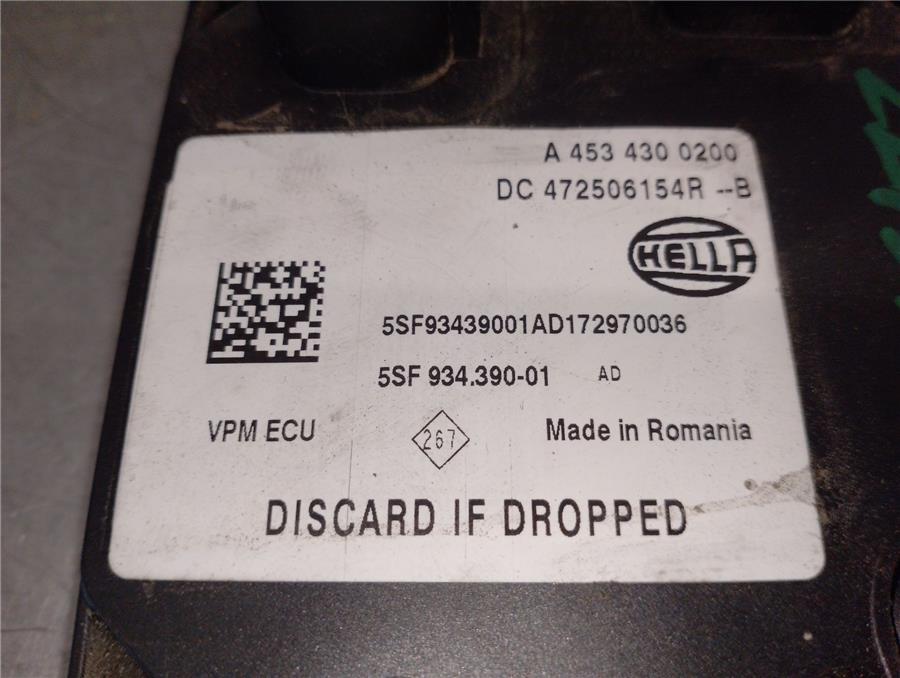 A 453 430 0200
DC 472506154R --B
HELLA
5SF93439001AD172970036
5SF 934.390-01 AD
VPM ECU 267 Made in Romania
DISCARD IF DROPPED